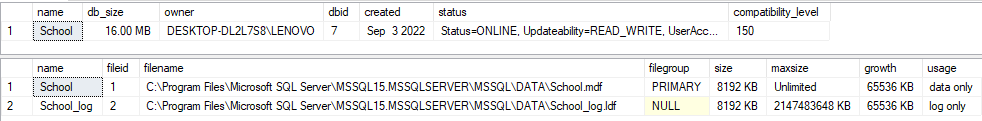 name db_size owner dbid created status compatibility_level
1 School 16.00 MB DESKTOP-DL2L7S8\LENOVO 7 Sep 3 2022 Status=ONLINE, Updateability=READ_WRITE, UserAcc... 150
name fileid filename filegroup size maxsize growth usage
1 School 1 C:\Program Files\Microsoft SQL Server\MSSQL15.MSSQLSERVER\MSSQL\DATA\School.mdf PRIMARY 8192 KB Unlimited 65536 KB data only
2 School_log 2 C:\Program Files\Microsoft SQL Server\MSSQL15.MSSQLSERVER\MSSQL\DATA\School_log.ldf NULL 8192 KB 2147483648 KB 65536 KB log only